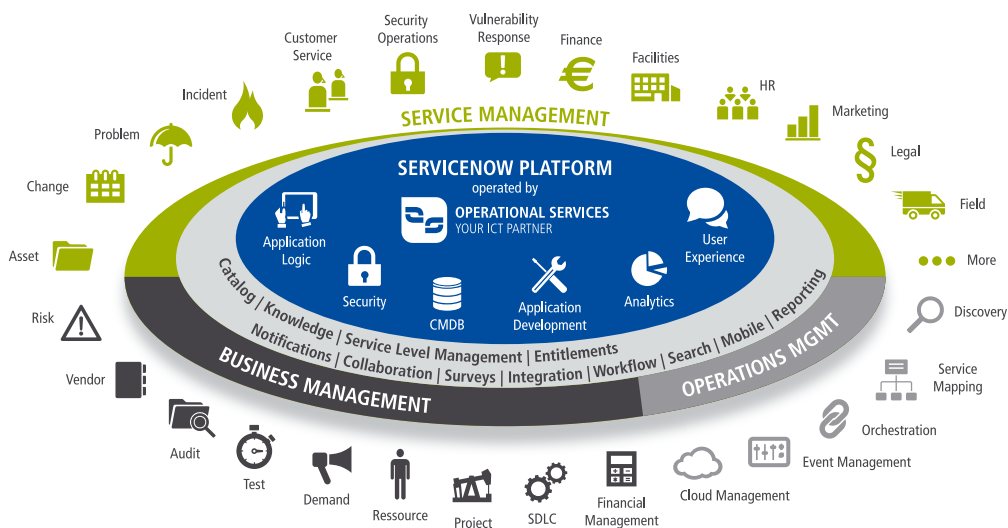 Security
Operations
Vulnerability
Response
Customer
Service
Finance
Facilities
Incident
HR
Problem
Marketing
Change
Legal
Asset
Field
Risk
More
Vendor
Discovery
Audit
Service
Mapping
Test
Orchestration
Demand
Event Management
Ressource
Cloud Management
Project
SDLC
Financial
Management
SERVICE MANAGEMENT
SERVICENOW PLATFORM
operated by
OPERATIONAL SERVICES
YOUR ICT PARTNER
Application
Logic
User
Experience
Security
CMDB
Application
Development
Analytics
Catalog | Knowledge | Service Level Management | Entitlements
Notifications | Collaboration | Surveys | Integration | Workflow | Search | Mobile | Reporting
BUSINESS MANAGEMENT
OPERATIONS MGMT